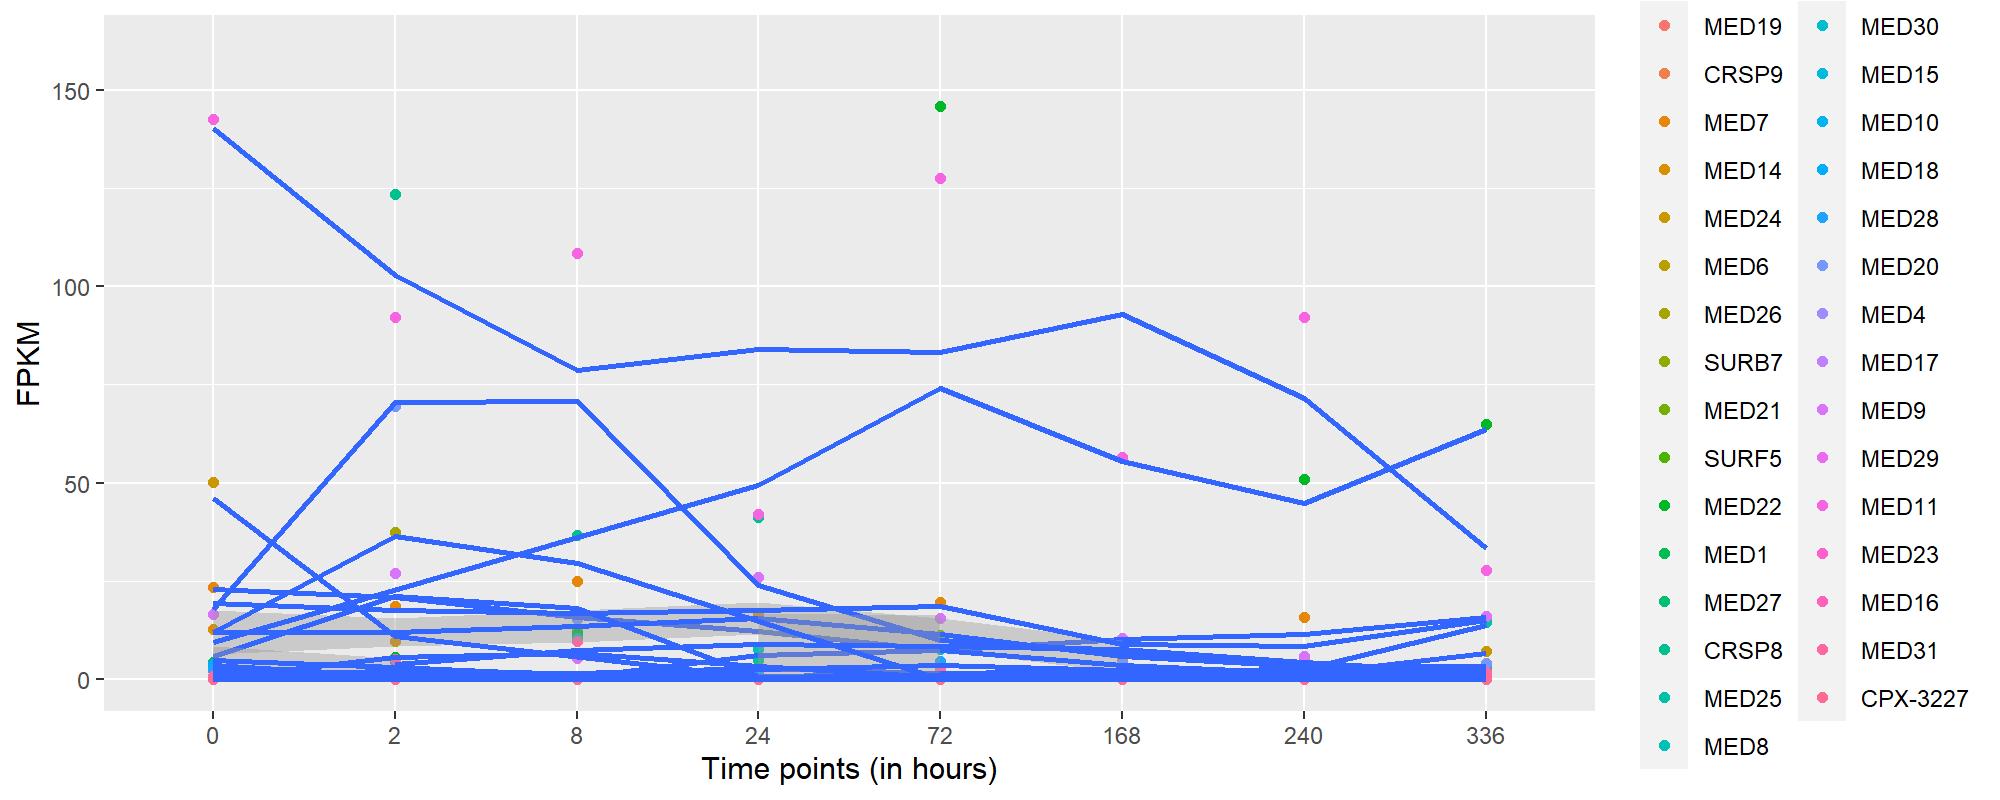 FPKM
150
100
50
0
0 2 8 24 72 168 240 336
Time points (in hours)
MED19
CRSP9
MED7
MED14
MED24
MED6
MED26
SURB7
MED21
SURF5
MED22
MED1
MED27
CRSP8
MED25
MED8
MED30
MED15
MED10
MED18
MED28
MED20
MED4
MED17
MED9
MED29
MED11
MED23
MED16
MED31
CPX-3227